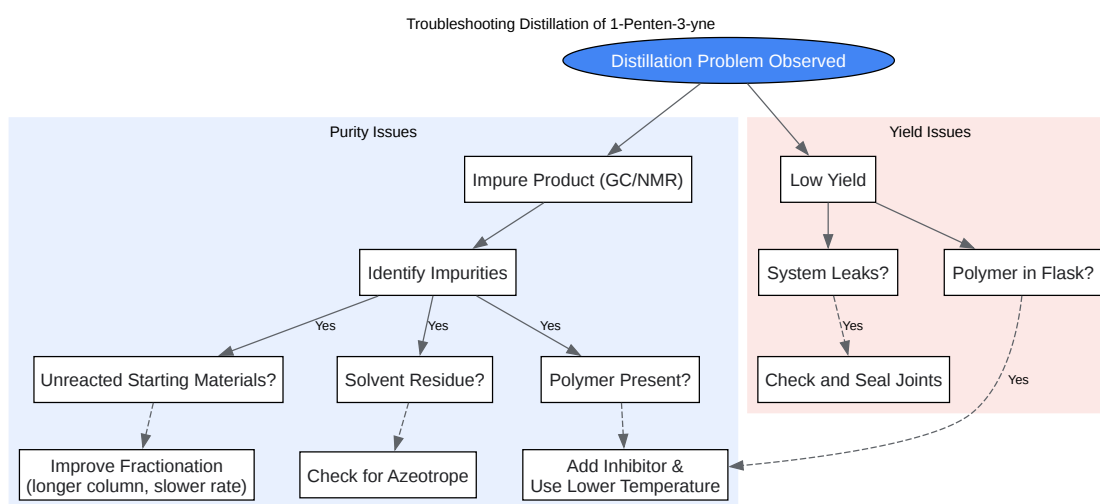 Troubleshooting Distillation of 1-Penten-3-yne
Distillation Problem Observed
Purity Issues
Yield Issues
Impure Product (GC/NMR)
Low Yield
Identify Impurities
System Leaks?
Polymer in Flask?
Yes
Yes
Yes
Yes
Unreacted Starting Materials?
Solvent Residue?
Polymer Present?
Check and Seal Joints
Yes
Improve Fractionation
(longer column, slower rate)
Check for Azeotrope
Add Inhibitor &
Use Lower Temperature